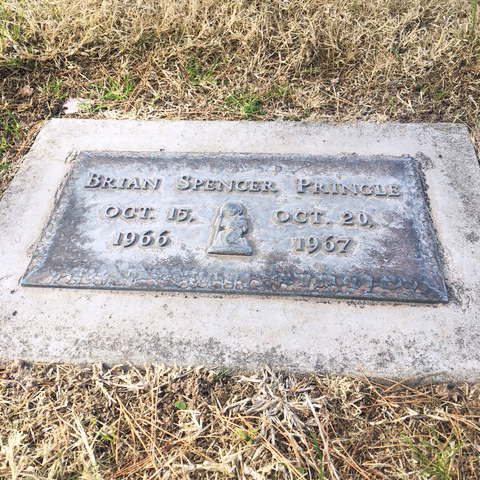 Brian Spencer Pringle
Oct. 15, Oct. 20,
1966 1967